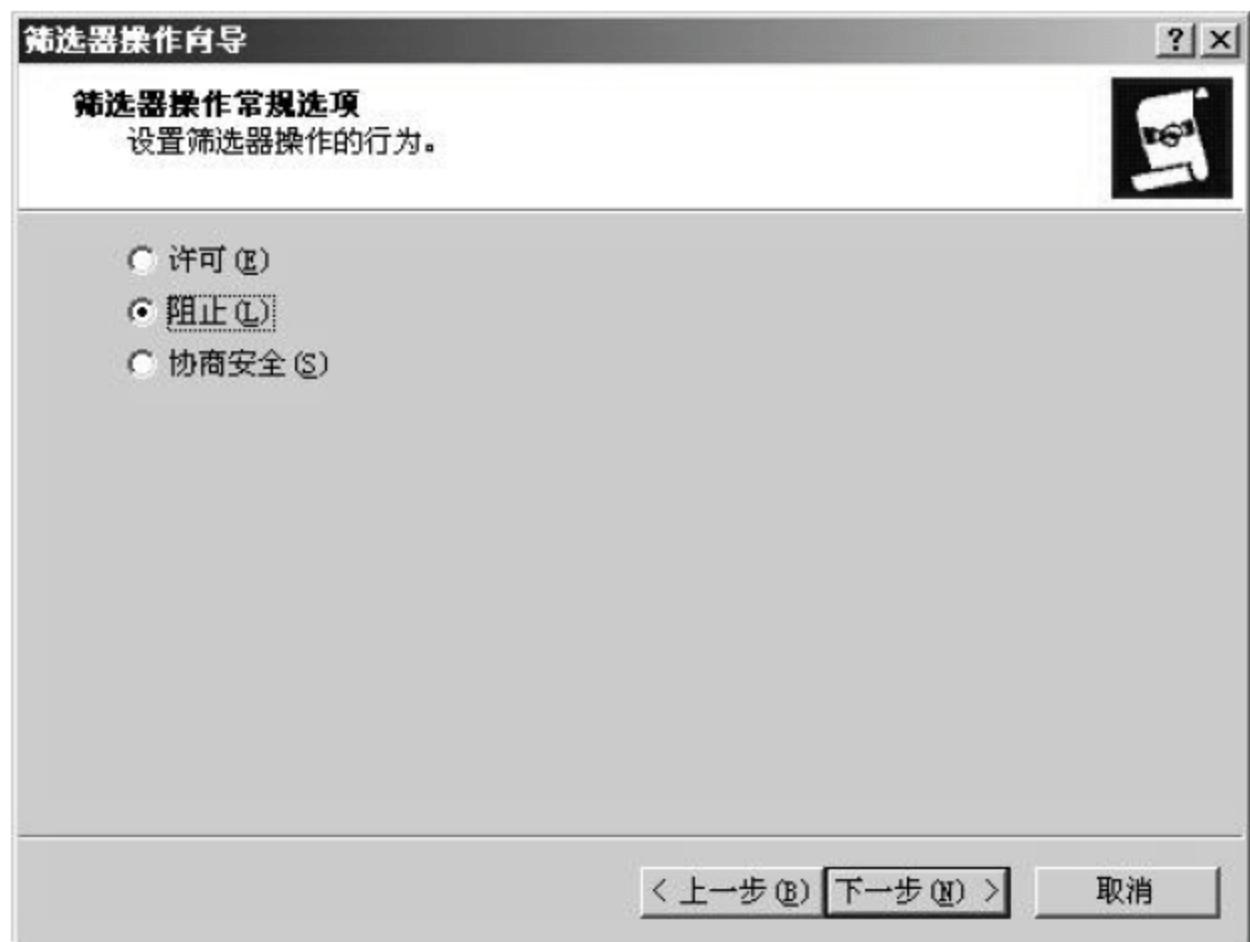 筛选器操作向导
筛选器操作常规选项
设置筛选器操作的行为。
许可(E)
阻止(L)
协商安全(S)
< 上一步(B) 下一步(N) > 取消